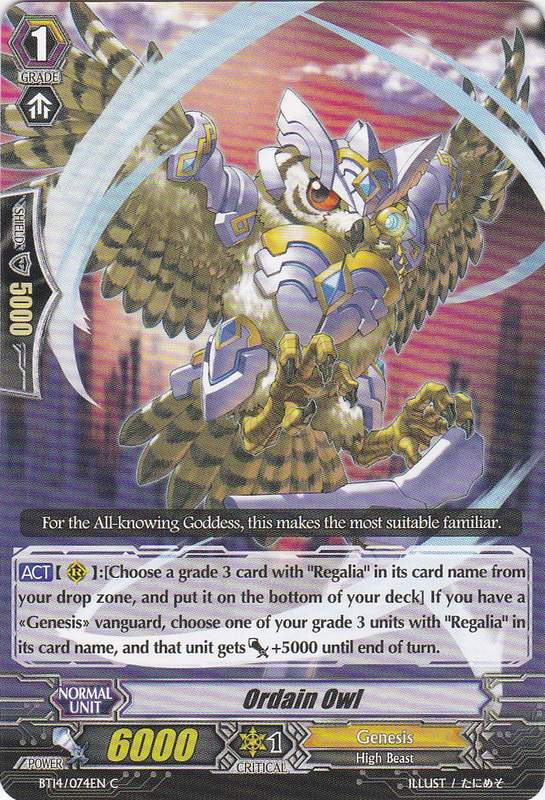 1
GRADE
SHIELD
5000
For the All-knowing Goddess, this makes the most suitable familiar.
ACT【 】:[Choose a grade 3 card with "Regalia" in its card name from
your drop zone, and put it on the bottom of your deck] If you have a
«Genesis» vanguard, choose one of your grade 3 units with "Regalia" in
its card name, and that unit gets +5000 until end of turn.
NORMAL
UNIT
Ordain Owl
POWER
6000
1
CRITICAL
Genesis
High Beast
BT14/074EN C
ILLUST / たにめそ